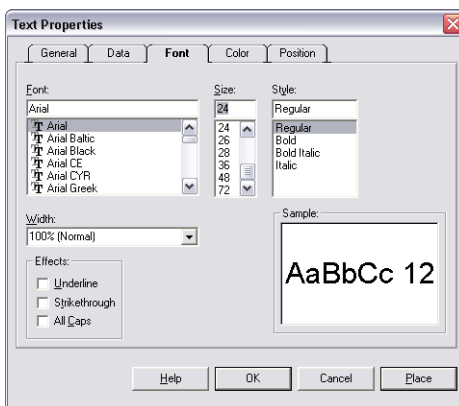 Text Properties
General Data Font Color Position
Font: Size: Style:
Arial 24 Regular
Arial 24 Regular
Arial Baltic 26 Bold
Arial Black 28 Bold Italic
Arial CE 36 Italic
Arial CYR 48
Arial Greek 72
Width: Sample:
100% (Normal)
AaBbCc 12
Effects:
Underline
Strikethrough
All Caps
Help OK Cancel Place